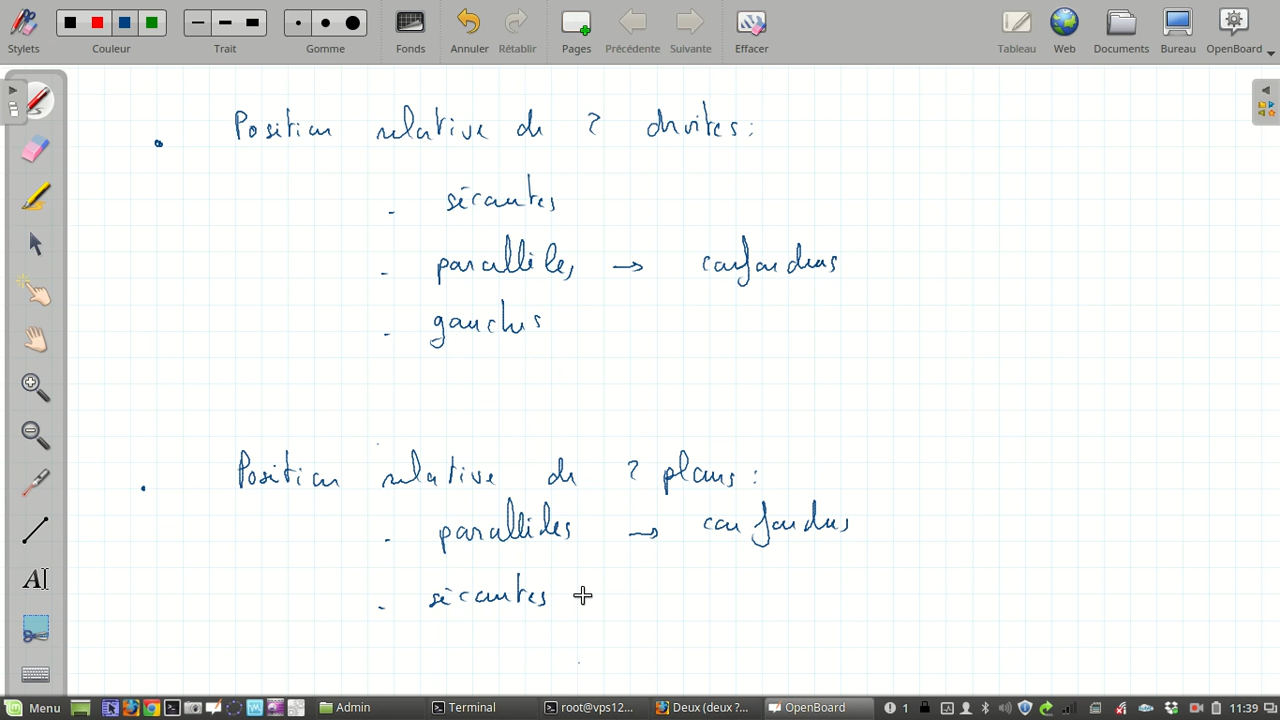 Stylets Couleur Trait Gomme Fonds Annuler Rétablir Pages Précédente Suivante Effacer Tableau Web Documents Bureau OpenBoard
. Position relative de 2 droites :
- sécantes
- parallèles → confondues
- gauches
. Position relative de 2 plans :
- parallèles → confondus
- sécantes
Menu Admin Terminal root@vps12... Deux (deux ?... OpenBoard 1 11:39